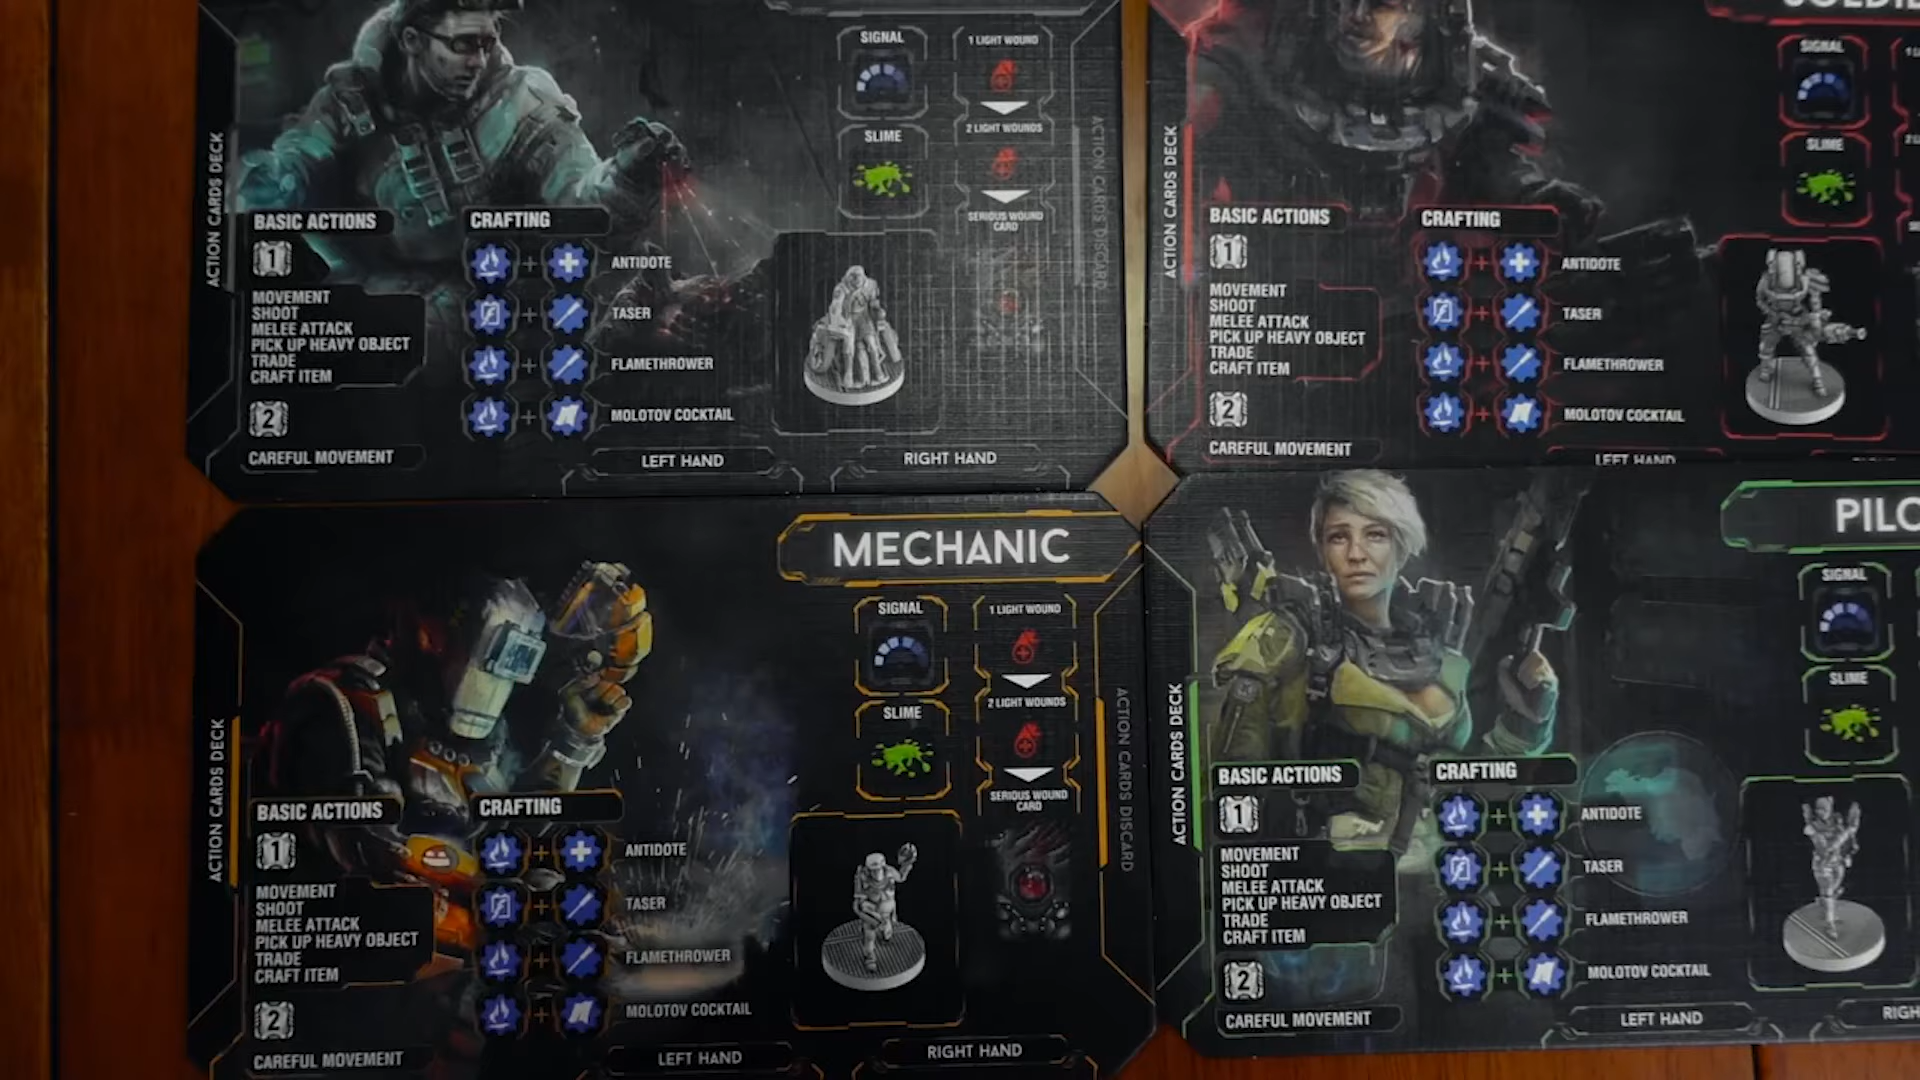 SIGNAL
1 LIGHT WOUND
SLIME
2 LIGHT WOUNDS
SERIOUS WOUND
CARD
ACTION CARDS DECK
ACTION CARDS DISCARD
BASIC ACTIONS
1
MOVEMENT
SHOOT
MELEE ATTACK
PICK UP HEAVY OBJECT
TRADE
CRAFT ITEM
2
CAREFUL MOVEMENT
CRAFTING
+ ANTIDOTE
+ TASER
+ FLAMETHROWER
+ MOLOTOV COCKTAIL
LEFT HAND
RIGHT HAND
SIGNAL
SLIME
ACTION CARDS DECK
BASIC ACTIONS
1
MOVEMENT
SHOOT
MELEE ATTACK
PICK UP HEAVY OBJECT
TRADE
CRAFT ITEM
2
CAREFUL MOVEMENT
CRAFTING
+ ANTIDOTE
+ TASER
+ FLAMETHROWER
+ MOLOTOV COCKTAIL
LEFT HAND
MECHANIC
SIGNAL
1 LIGHT WOUND
SLIME
2 LIGHT WOUNDS
SERIOUS WOUND
CARD
ACTION CARDS DECK
ACTION CARDS DISCARD
BASIC ACTIONS
1
MOVEMENT
SHOOT
MELEE ATTACK
PICK UP HEAVY OBJECT
TRADE
CRAFT ITEM
2
CAREFUL MOVEMENT
CRAFTING
+ ANTIDOTE
+ TASER
+ FLAMETHROWER
+ MOLOTOV COCKTAIL
LEFT HAND
RIGHT HAND
PILO
SIGNAL
SLIME
ACTION CARDS DECK
BASIC ACTIONS
1
MOVEMENT
SHOOT
MELEE ATTACK
PICK UP HEAVY OBJECT
TRADE
CRAFT ITEM
2
CAREFUL MOVEMENT
CRAFTING
+ ANTIDOTE
+ TASER
+ FLAMETHROWER
+ MOLOTOV COCKTAIL
LEFT HAND
RIGH